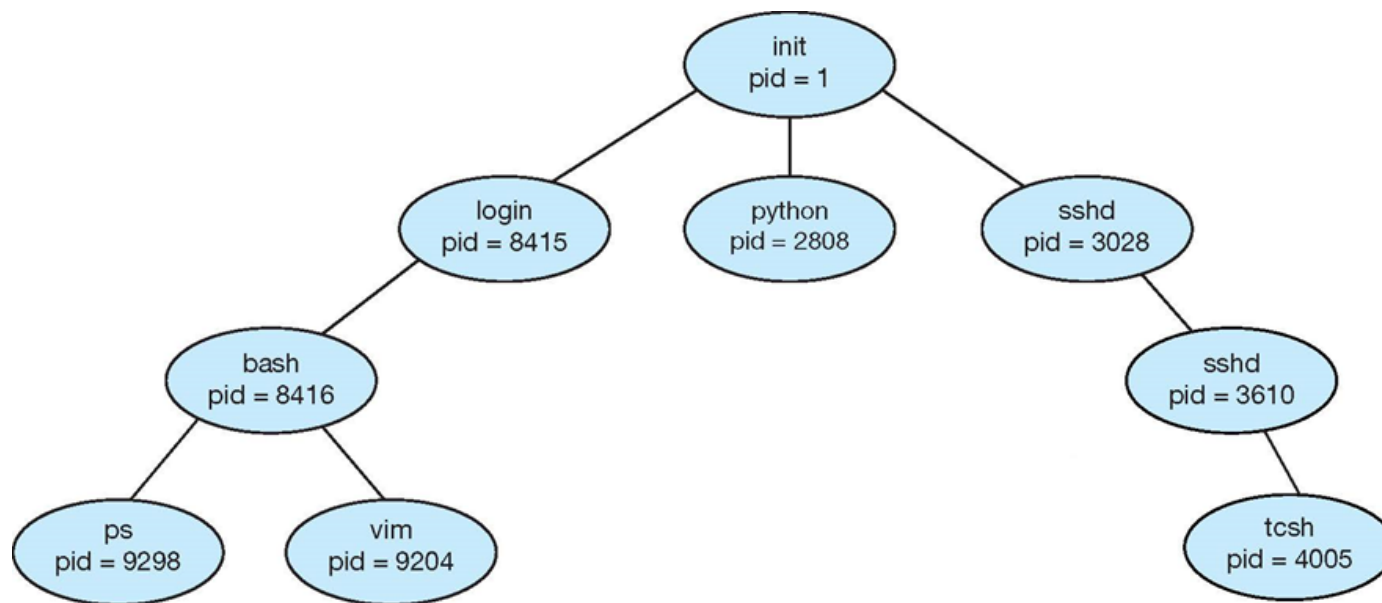 init
pid = 1
login
pid = 8415
python
pid = 2808
sshd
pid = 3028
bash
pid = 8416
sshd
pid = 3610
ps
pid = 9298
vim
pid = 9204
tcsh
pid = 4005